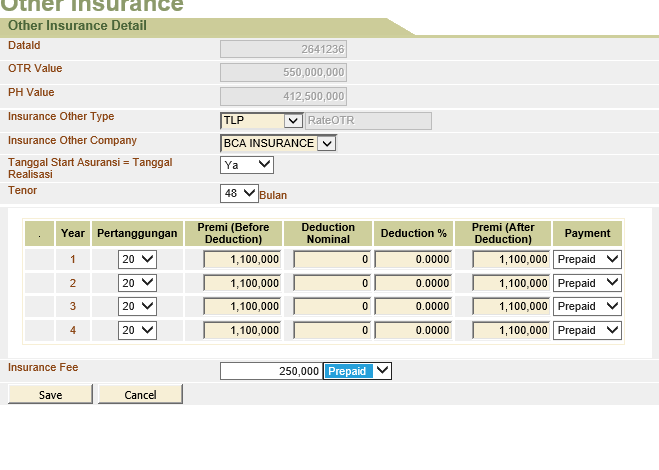 Other Insurance
Other Insurance Detail
DataId 2641236
OTR Value 550,000,000
PH Value 412,500,000
Insurance Other Type TLP RateOTR
Insurance Other Company BCA INSURANCE
Tanggal Start Asuransi = Tanggal
Realisasi Ya
Tenor 48 Bulan
. Year Pertanggungan Premi (Before Deduction) Deduction Nominal Deduction % Premi (After Deduction) Payment
1 20 1,100,000 0 0.0000 1,100,000 Prepaid
2 20 1,100,000 0 0.0000 1,100,000 Prepaid
3 20 1,100,000 0 0.0000 1,100,000 Prepaid
4 20 1,100,000 0 0.0000 1,100,000 Prepaid
Insurance Fee 250,000 Prepaid
Save Cancel